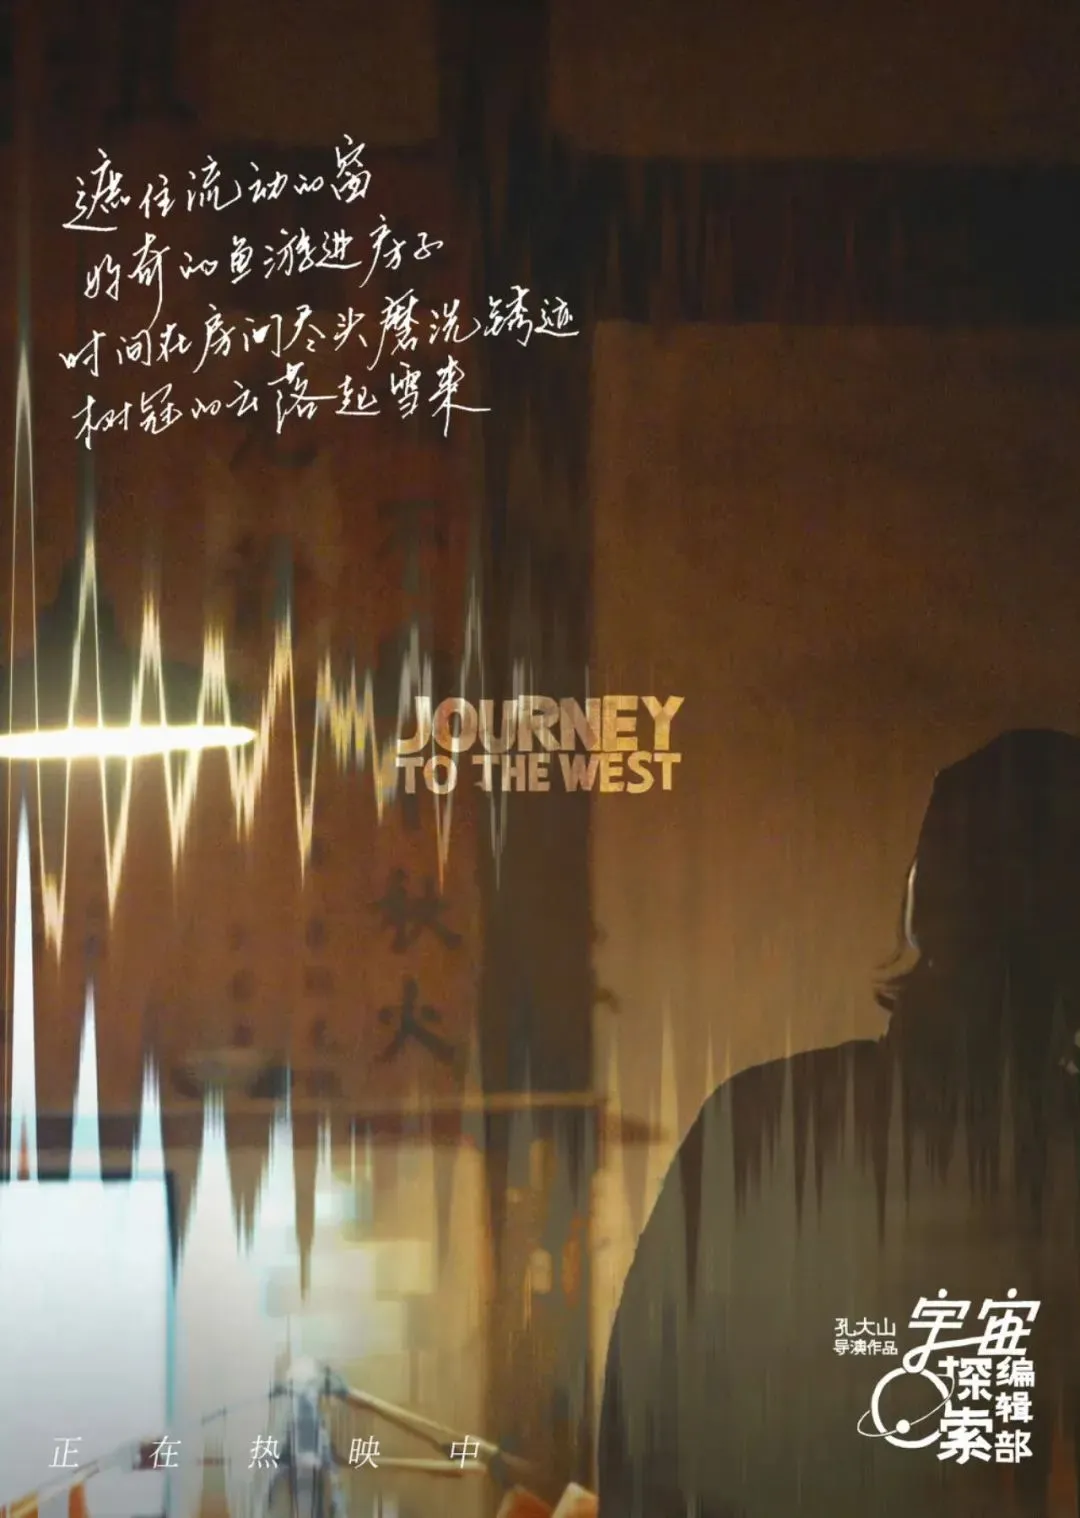 遮住流动的窗
好奇的鱼游进房子
时间在房间尽头磨洗锈迹
树冠的云落起雪来
JOURNEY
TO THE WEST
秋火
孔大山
导演作品
宇宙
探索
编辑部
正在热映中